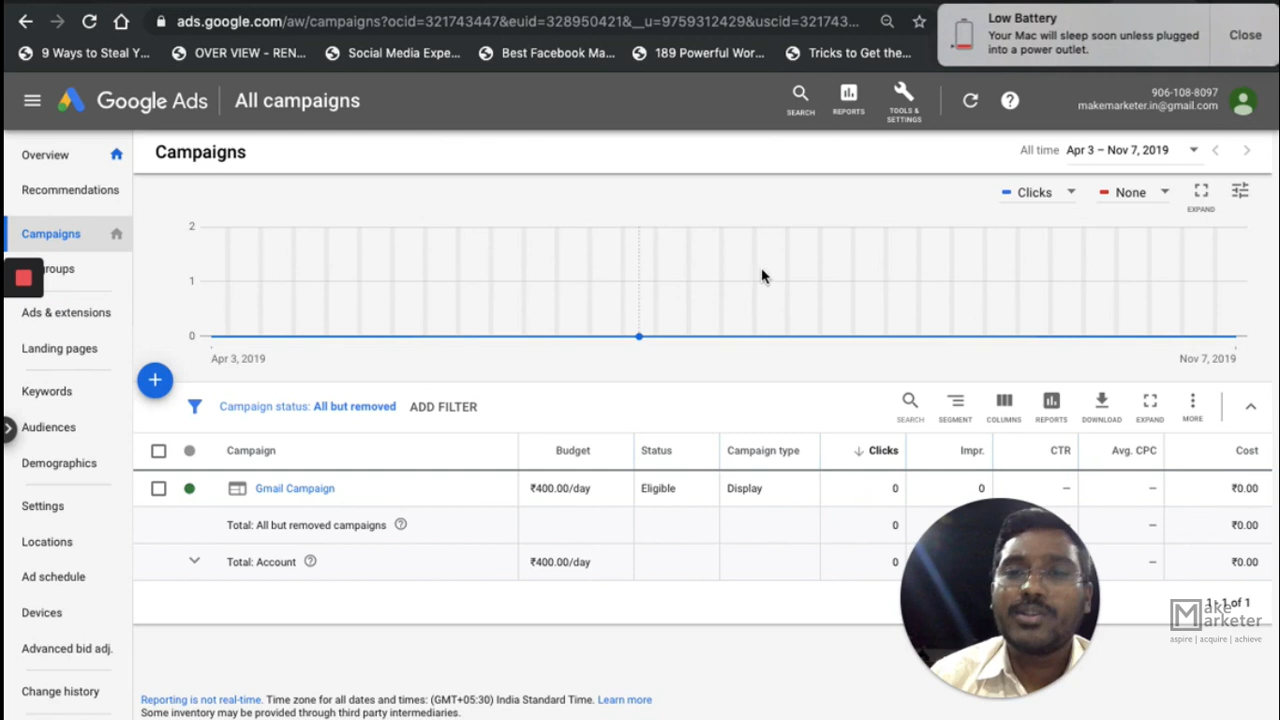 ads.google.com/aw/campaigns?ocid=321743447&euid=328950421&__u=9759312429&uscid=321743...
Low Battery
Your Mac will sleep soon unless plugged
into a power outlet.
Close
9 Ways to Steal Y...
OVER VIEW - REN...
Social Media Expe...
Best Facebook Ma...
189 Powerful Wor...
Tricks to Get the...
Google Ads
All campaigns
SEARCH
REPORTS
TOOLS &
SETTINGS
906-108-8097
makemarketer.in@gmail.com
Overview
Recommendations
Campaigns
groups
Ads & extensions
Landing pages
Keywords
Audiences
Demographics
Settings
Locations
Ad schedule
Devices
Advanced bid adj.
Change history
Campaigns
All time Apr 3 – Nov 7, 2019
Clicks
None
EXPAND
2
1
0
Apr 3, 2019
Nov 7, 2019
Campaign status: All but removed
ADD FILTER
SEARCH
SEGMENT
COLUMNS
REPORTS
DOWNLOAD
EXPAND
MORE
Campaign Budget Status Campaign type Clicks Impr. CTR Avg. CPC Cost
Gmail Campaign ₹400.00/day Eligible Display 0 0 – – ₹0.00
Total: All but removed campaigns 0 – ₹0.00
Total: Account ₹400.00/day 0 – ₹0.00
1 - 1 of 1
Make
Marketer
aspire | acquire | achieve
Reporting is not real-time. Time zone for all dates and times: (GMT+05:30) India Standard Time. Learn more
Some inventory may be provided through third party intermediaries.